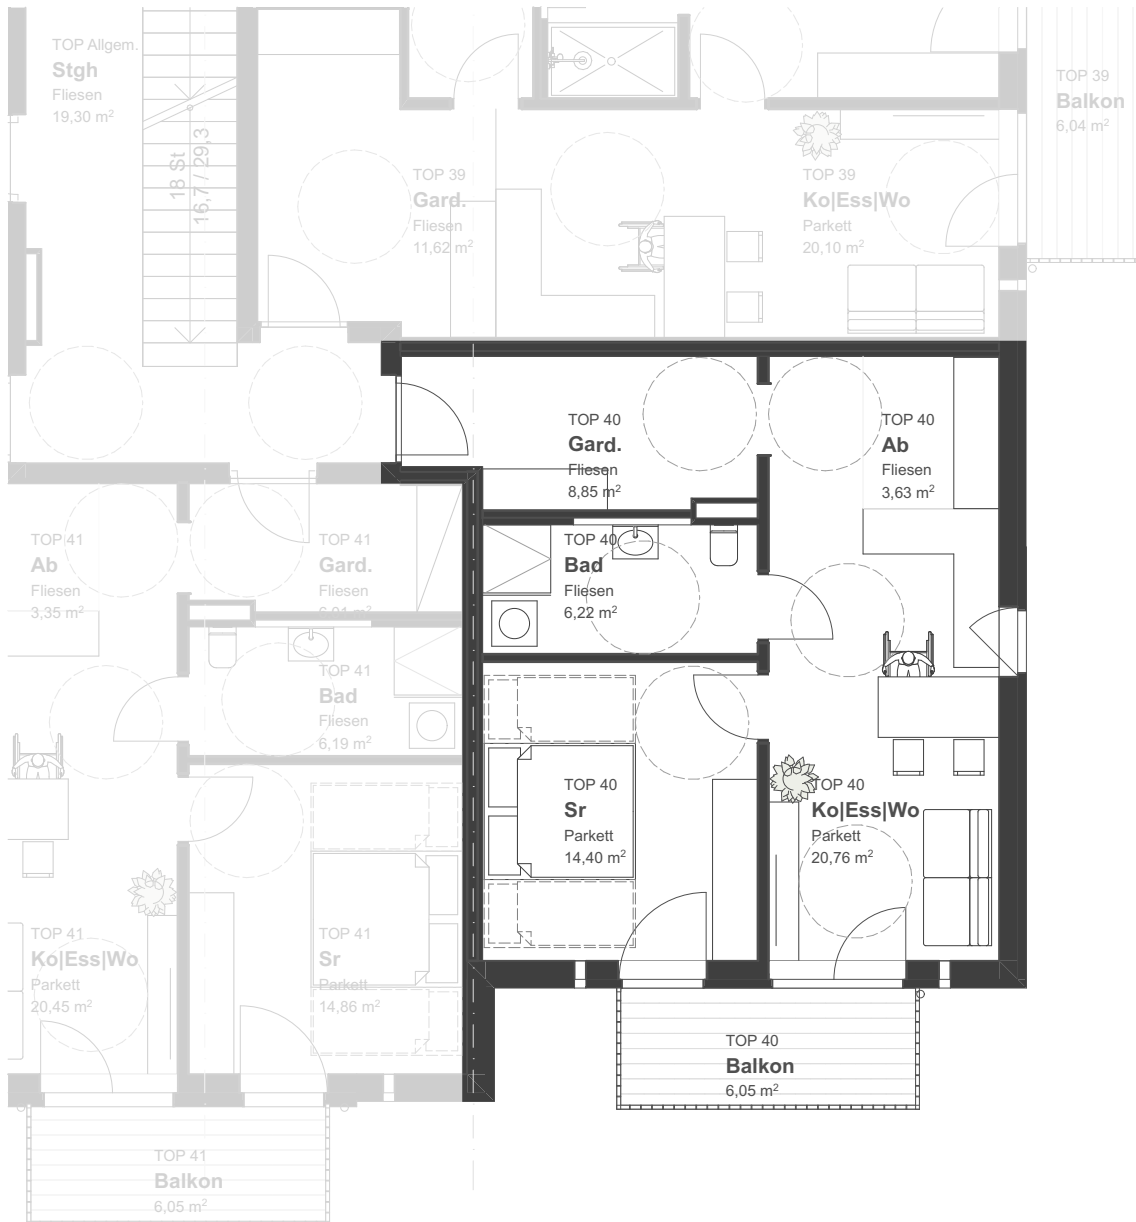 TOP Allgem.
Stgh
Fliesen
19,30 m²
18 St
16,7 / 29,3
TOP 39
Gard.
Fliesen
11,62 m²
TOP 39
Ko|Ess|Wo
Parkett
20,10 m²
TOP 39
Balkon
6,04 m²
TOP 40
Gard.
Fliesen
8,85 m²
TOP 40
Ab
Fliesen
3,63 m²
TOP 41
Ab
Fliesen
3,35 m²
TOP 41
Gard.
Fliesen
TOP 40
Bad
Fliesen
6,22 m²
TOP 41
Bad
Fliesen
6,19 m²
TOP 40
Sr
Parkett
14,40 m²
TOP 40
Ko|Ess|Wo
Parkett
20,76 m²
TOP 41
Ko|Ess|Wo
Parkett
20,45 m²
TOP 41
Sr
Parkett
14,86 m²
TOP 40
Balkon
6,05 m²
TOP 41
Balkon
6,05 m²